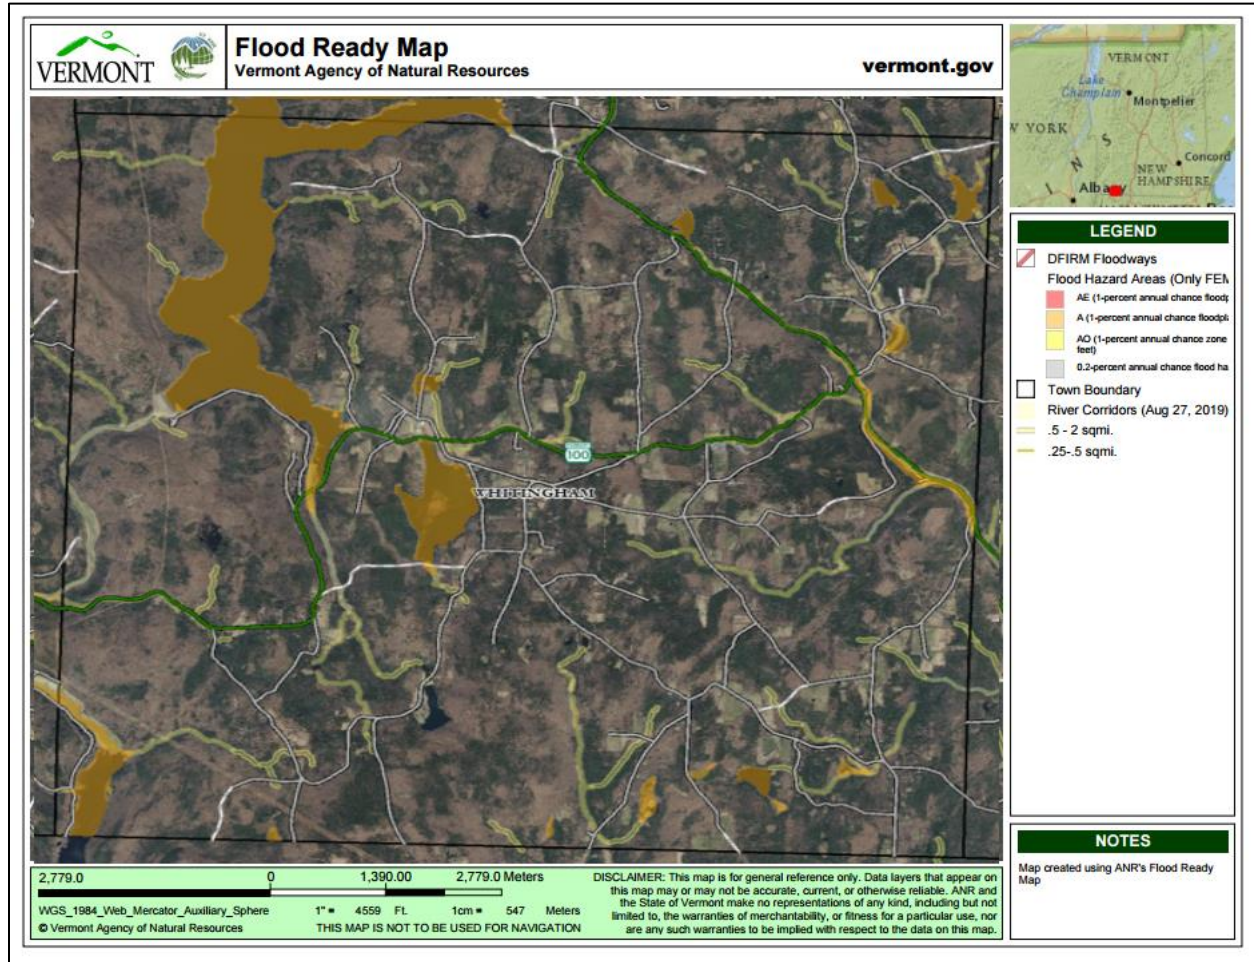 VERMONT
Flood Ready Map
Vermont Agency of Natural Resources
vermont.gov
VERMONT
Lake
Champlain
Montpelier
W YORK
Concord
NEW
HAMPSHIRE
Albany
100
WHITINGHAM
LEGEND
DFIRM Floodways
Flood Hazard Areas (Only FEM
AE (1-percent annual chance floodp
A (1-percent annual chance floodpl
AO (1-percent annual chance zone
feet)
0.2-percent annual chance flood ha
Town Boundary
River Corridors (Aug 27, 2019)
.5 - 2 sqmi.
.25-.5 sqmi.
NOTES
Map created using ANR's Flood Ready
Map
2,779.0 0 1,390.00 2,779.0 Meters
WGS_1984_Web_Mercator_Auxiliary_Sphere
1" = 4559 Ft. 1cm = 547 Meters
© Vermont Agency of Natural Resources
THIS MAP IS NOT TO BE USED FOR NAVIGATION
DISCLAIMER: This map is for general reference only. Data layers that appear on
this map may or may not be accurate, current, or otherwise reliable. ANR and
the State of Vermont make no representations of any kind, including but not
limited to, the warranties of merchantability, or fitness for a particular use, nor
are any such warranties to be implied with respect to the data on this map.